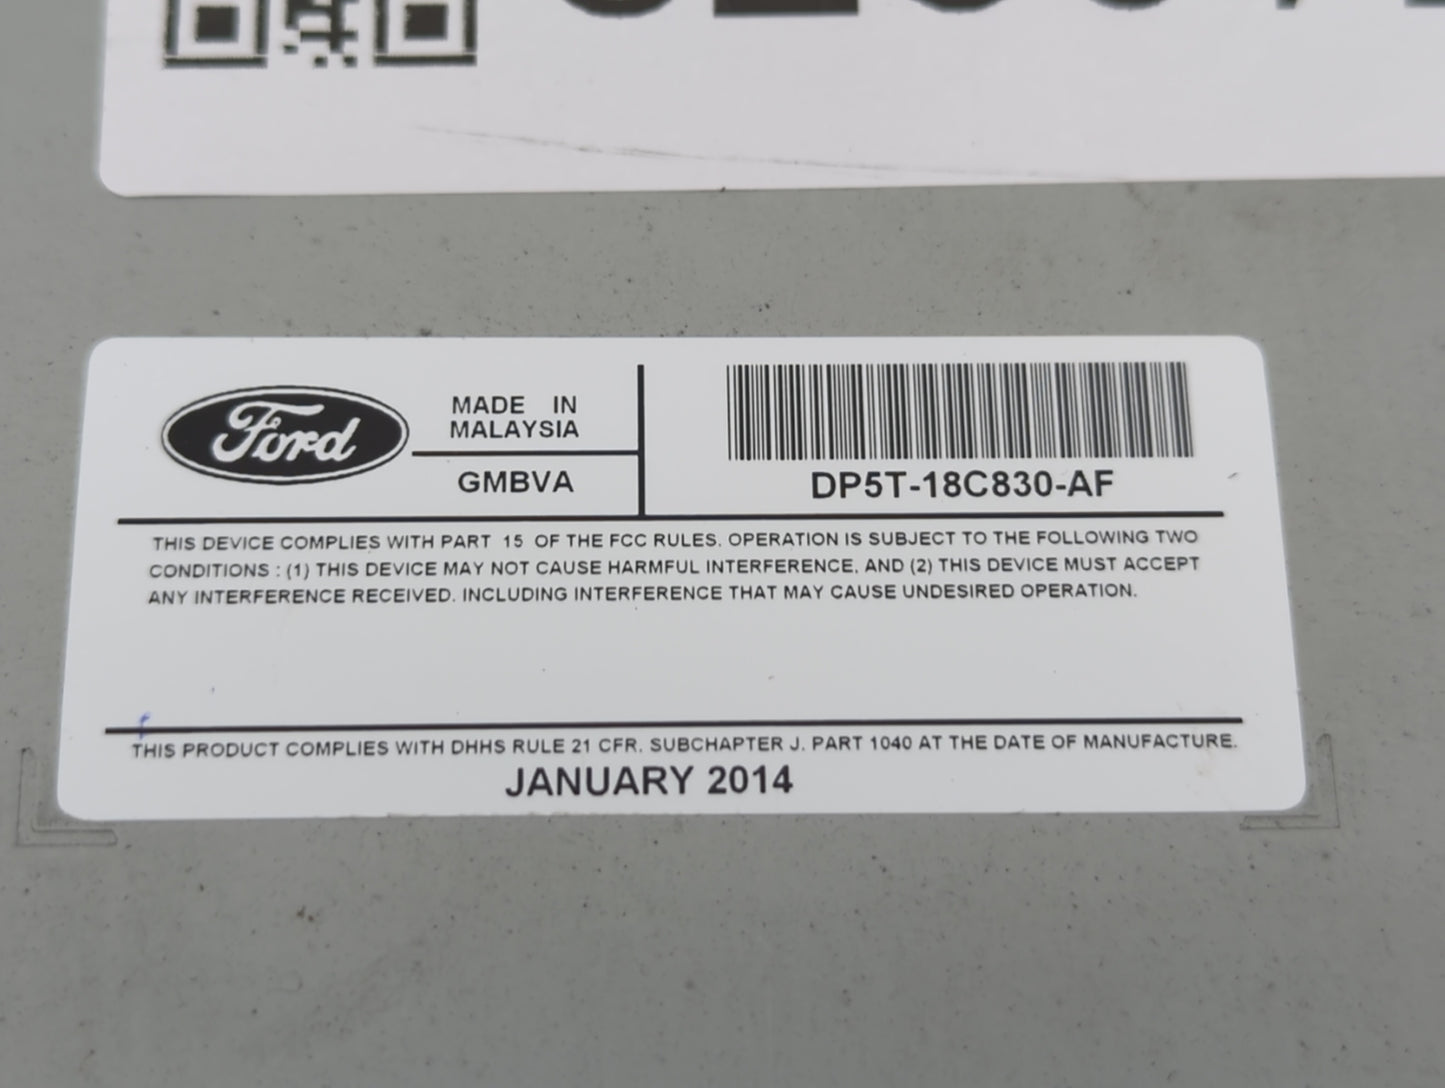 Ford
MADE IN
MALAYSIA
GMBVA
DP5T-18C830-AF
THIS DEVICE COMPLIES WITH PART 15 OF THE FCC RULES. OPERATION IS SUBJECT TO THE FOLLOWING TWO
CONDITIONS : (1) THIS DEVICE MAY NOT CAUSE HARMFUL INTERFERENCE, AND (2) THIS DEVICE MUST ACCEPT
ANY INTERFERENCE RECEIVED. INCLUDING INTERFERENCE THAT MAY CAUSE UNDESIRED OPERATION.
THIS PRODUCT COMPLIES WITH DHHS RULE 21 CFR. SUBCHAPTER J. PART 1040 AT THE DATE OF MANUFACTURE.
JANUARY 2014